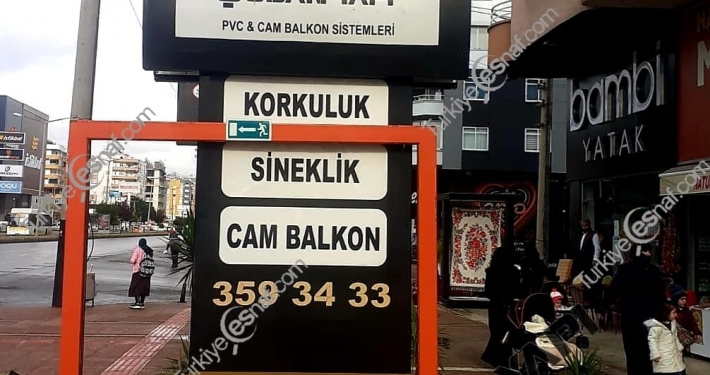 PVC & CAM BALKON SİSTEMLERİ
KORKULUK
SİNEKLİK
CAM BALKON
359 34 33
bambi
YATAK
Türkiyeesnaf.com